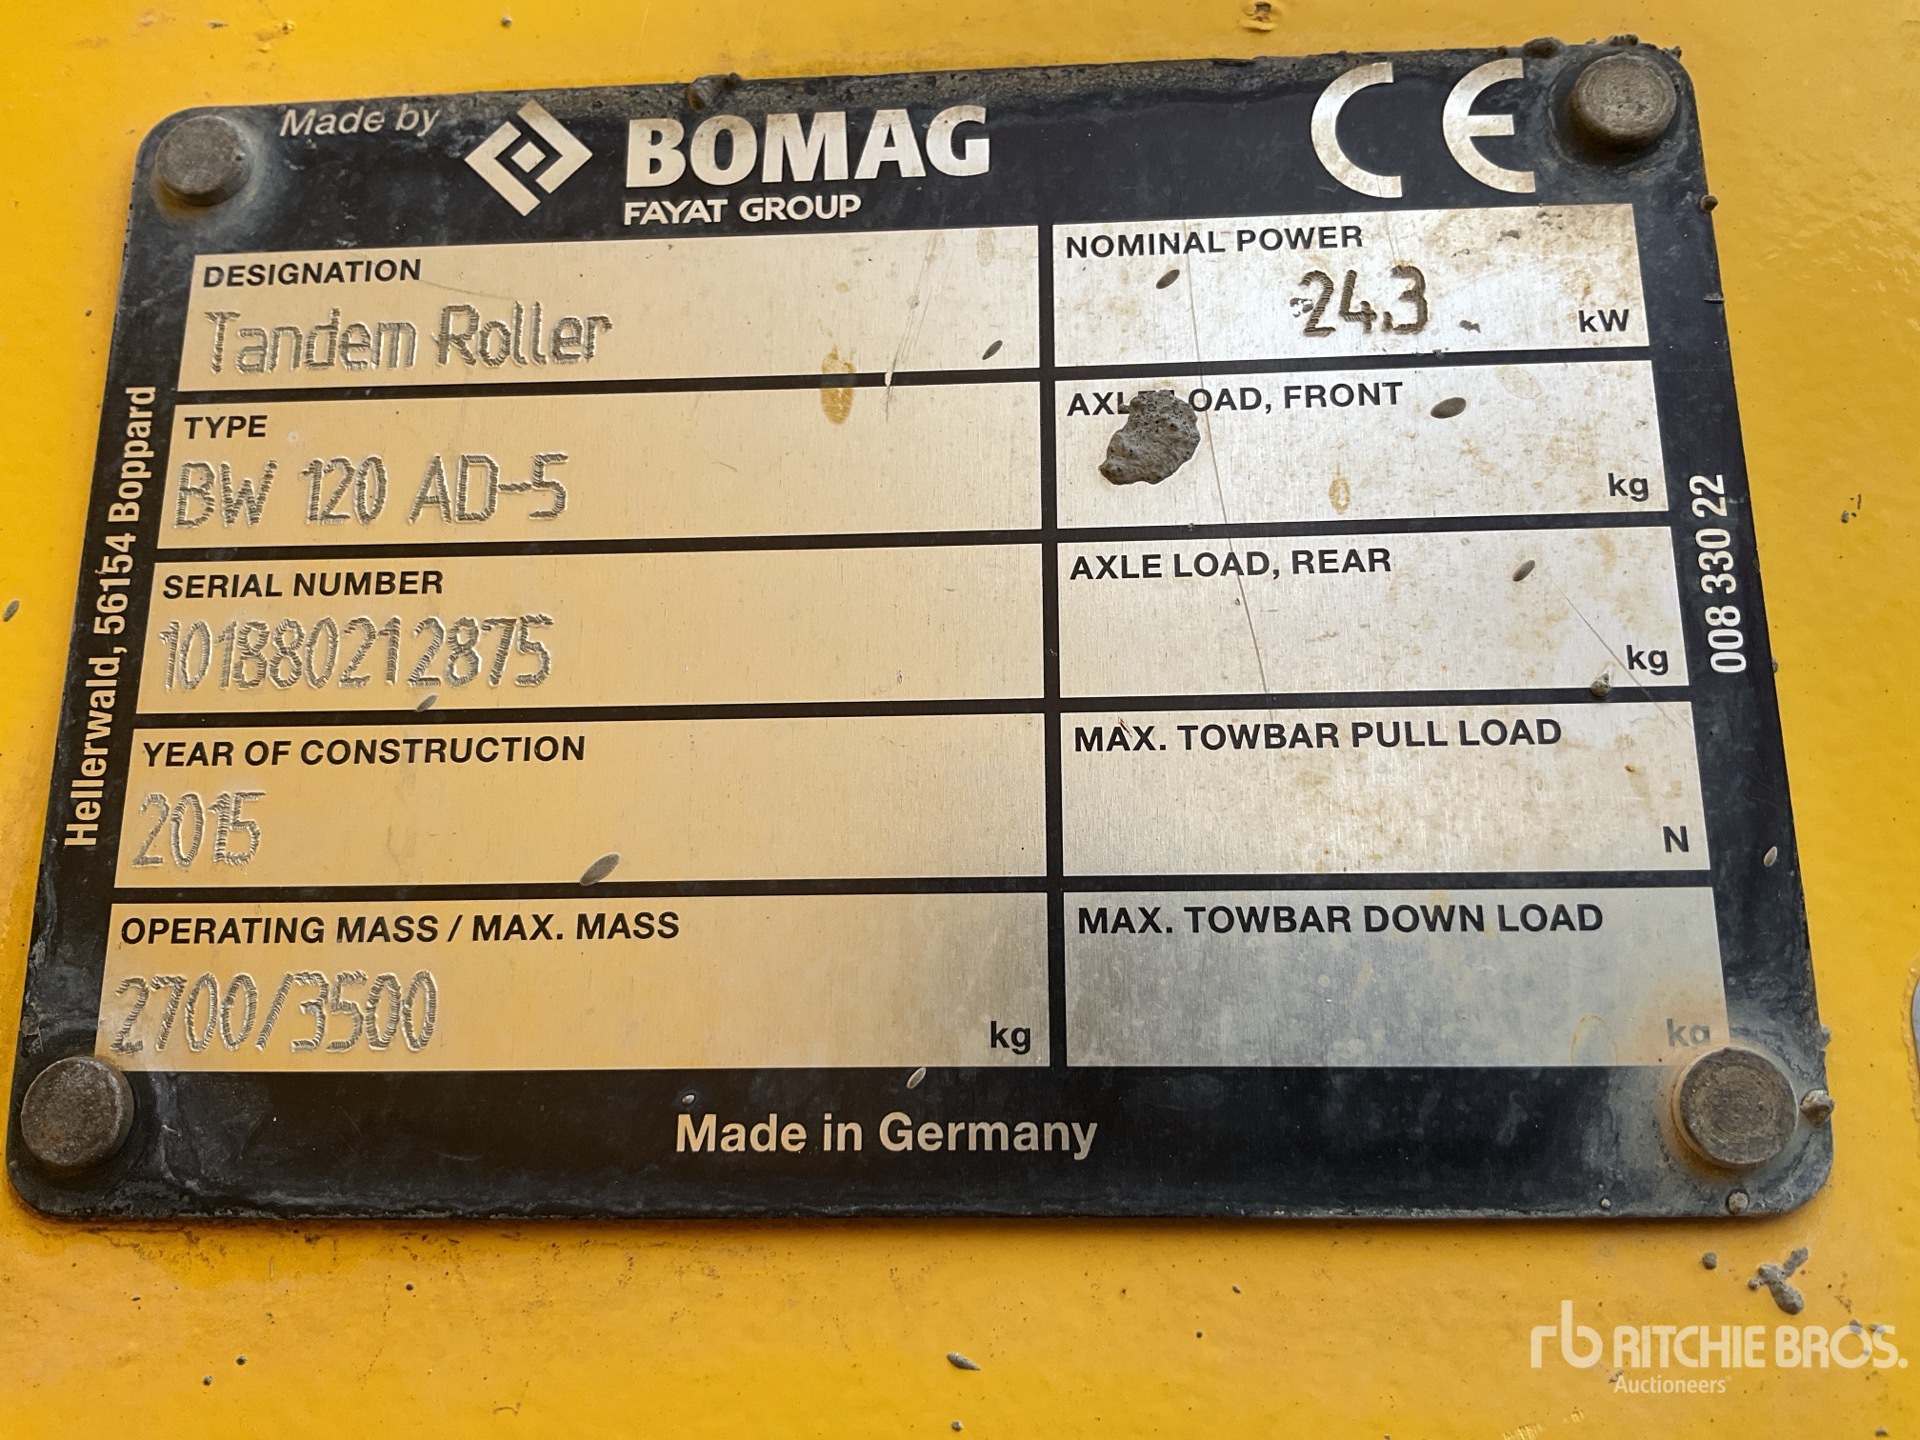 Made by
BOMAG
FAYAT GROUP
CE
DESIGNATION
Tandem Roller
TYPE
BW 120 AD-5
SERIAL NUMBER
101880212875
YEAR OF CONSTRUCTION
2015
OPERATING MASS / MAX. MASS
2700/3500
kg
NOMINAL POWER
24.3
kW
AXLE LOAD, FRONT
kg
AXLE LOAD, REAR
kg
MAX. TOWBAR PULL LOAD
N
MAX. TOWBAR DOWN LOAD
kg
Hellerwald, 56154 Boppard
008 330 22
Made in Germany
rb RITCHIE BROS.
Auctioneers